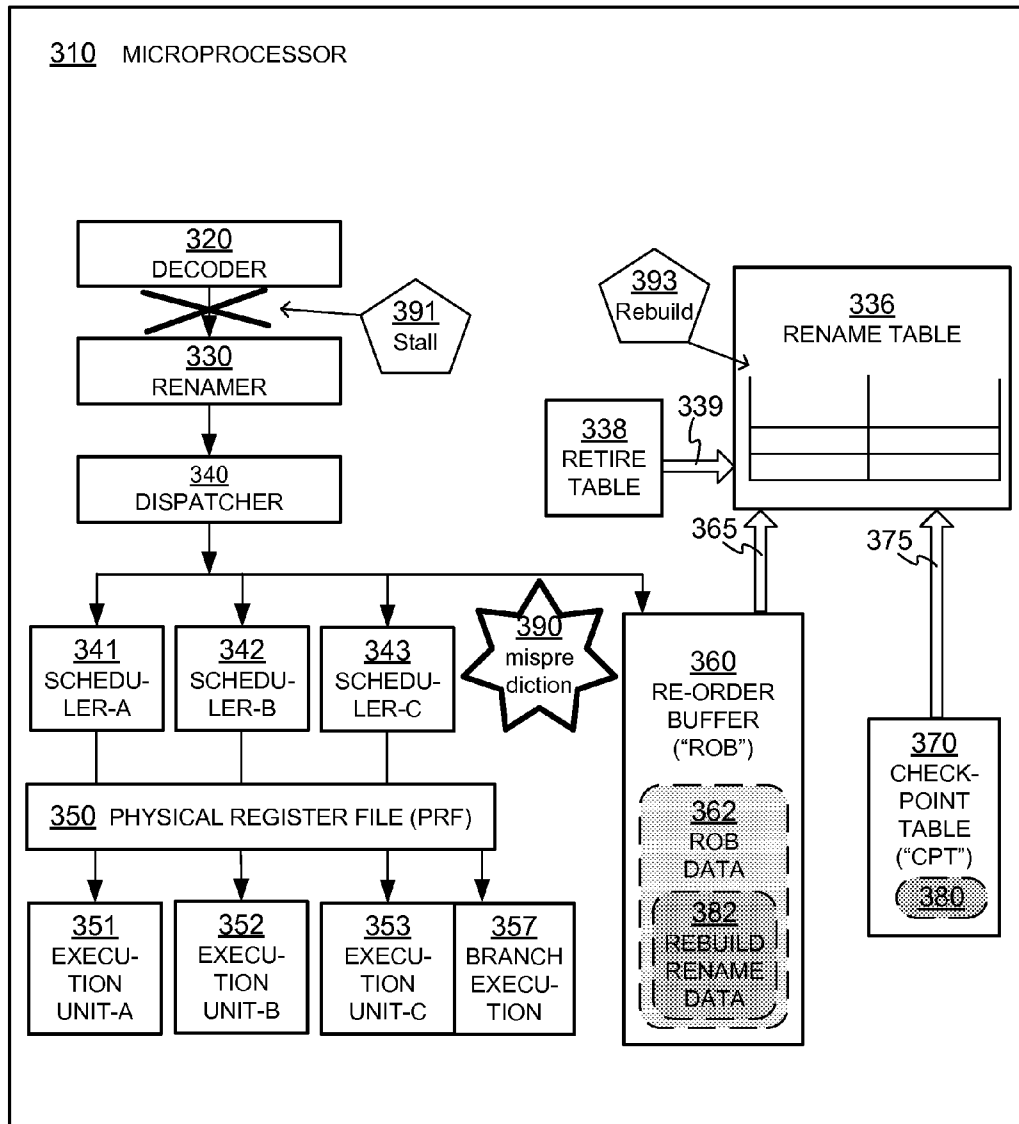 310 MICROPROCESSOR
320
DECODER
391
Stall
330
RENAMER
340
DISPATCHER
393
Rebuild
336
RENAME TABLE
338
RETIRE
TABLE
339
365
375
341
SCHEDU-
LER-A
342
SCHEDU-
LER-B
343
SCHEDU-
LER-C
390
mispre
diction
350 PHYSICAL REGISTER FILE (PRF)
351
EXECU-
TION
UNIT-A
352
EXECU-
TION
UNIT-B
353
EXECU-
TION
UNIT-C
357
BRANCH
EXECU-
TION
360
RE-ORDER
BUFFER
(“ROB”)
362
ROB
DATA
382
REBUILD
RENAME
DATA
370
CHECK-
POINT
TABLE
(“CPT”)
380